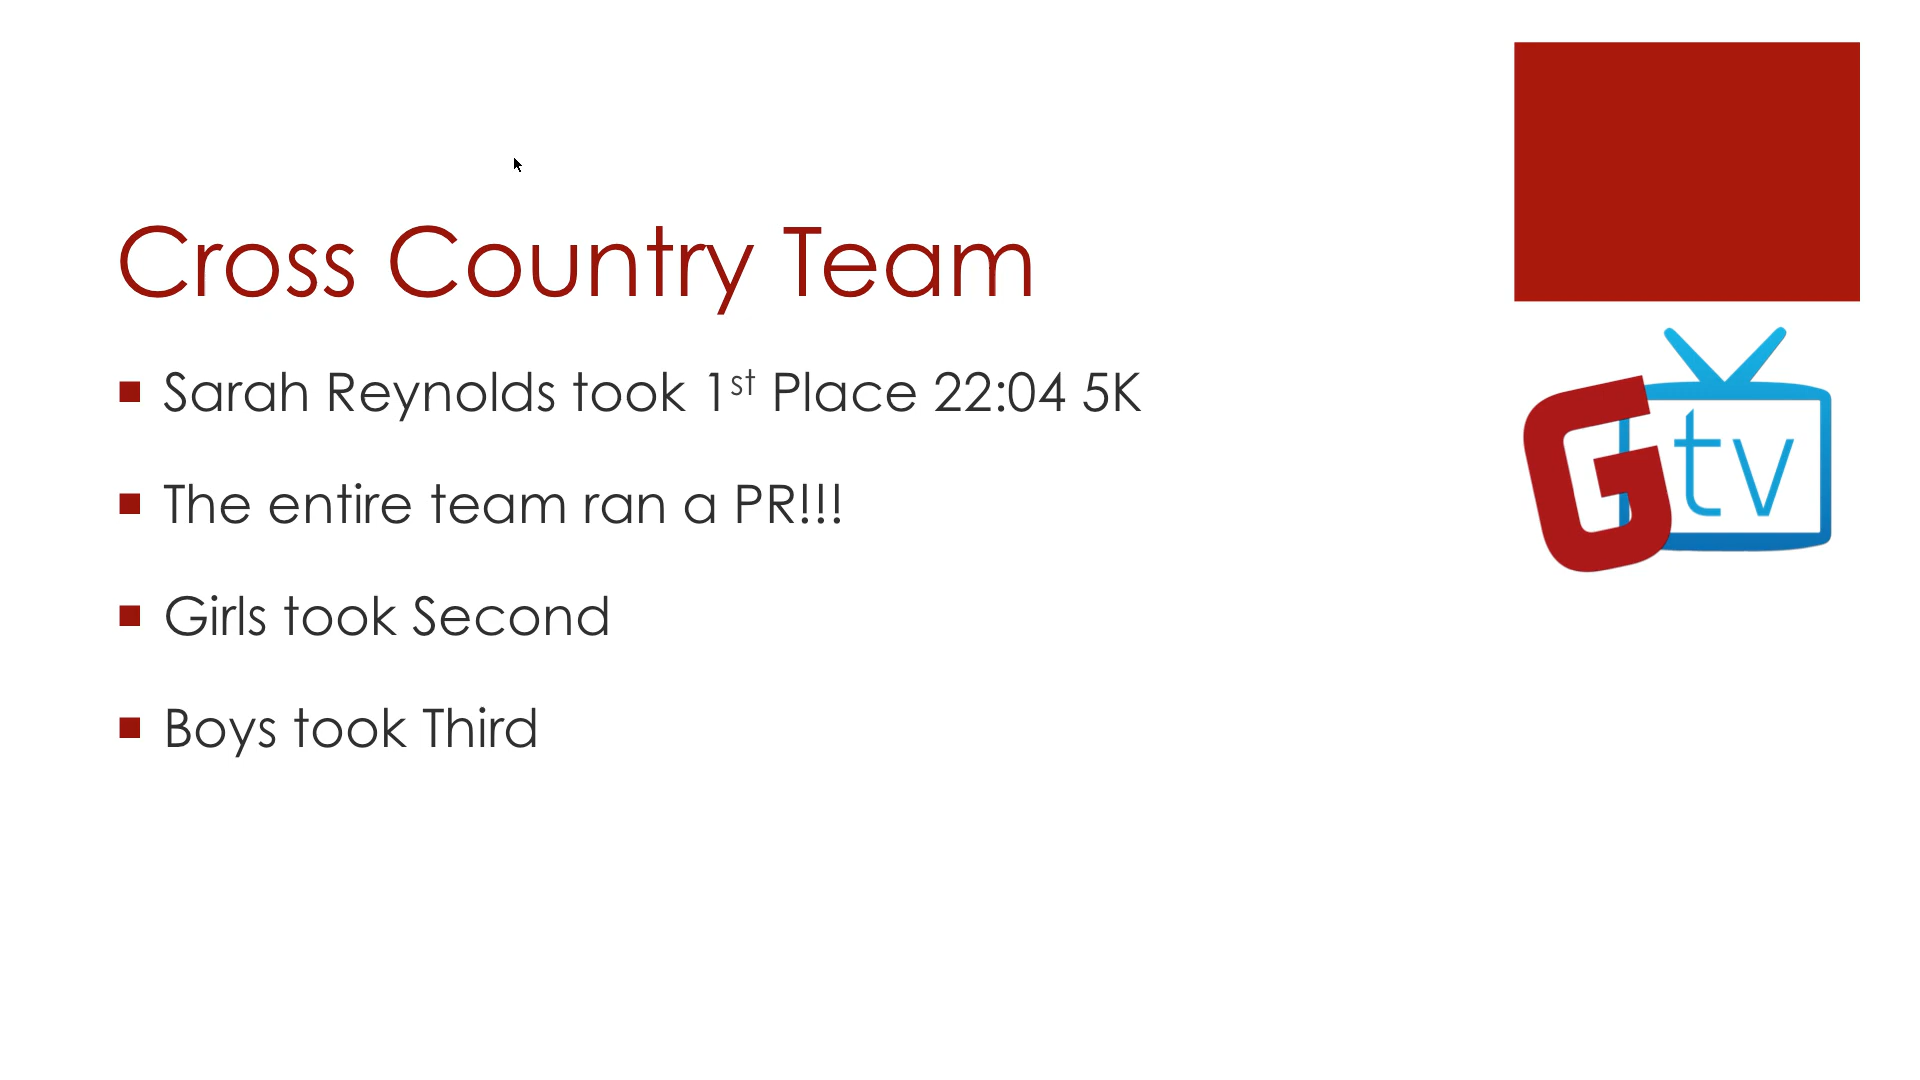 Cross Country Team
Sarah Reynolds took 1st Place 22:04 5K
The entire team ran a PR!!!
Girls took Second
Boys took Third
Gtv